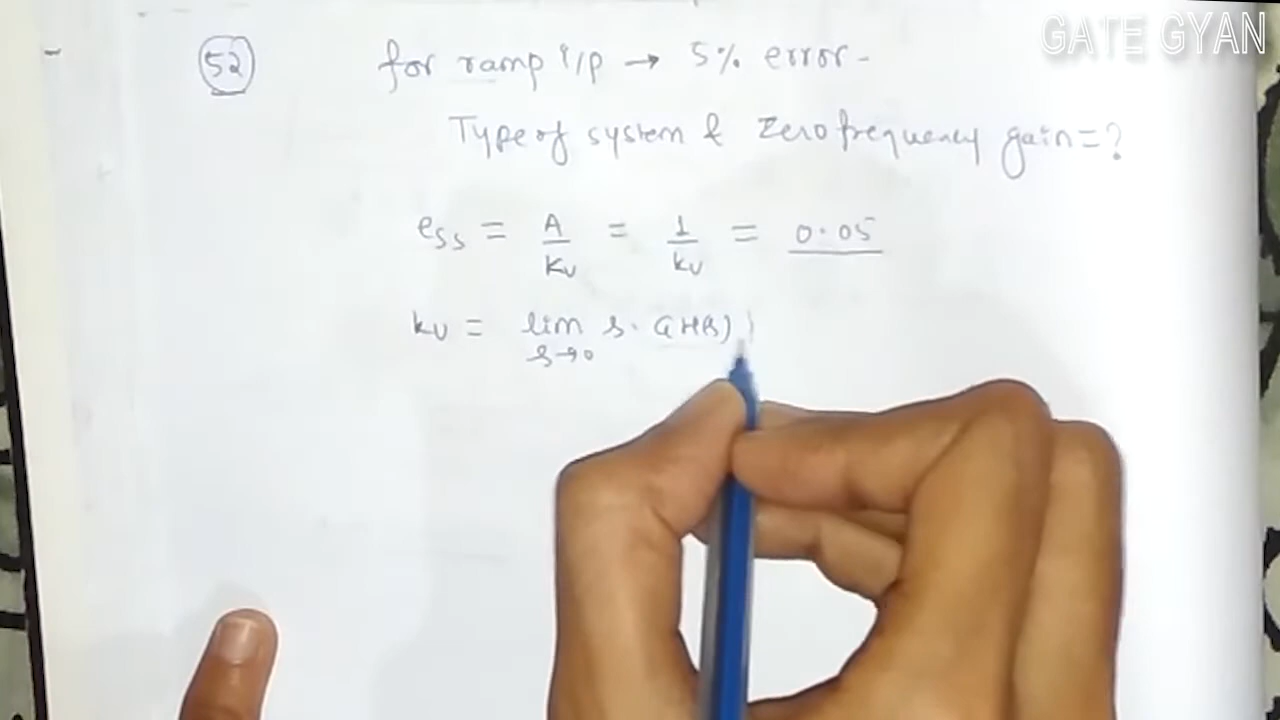 GATE GYAN
52 for ramp i/p → 5% error-
Type of system & Zero frequency gain = ?
ess = A/Kv = 1/Kv = 0.05
Kv = lim s→0 s. GH(s)